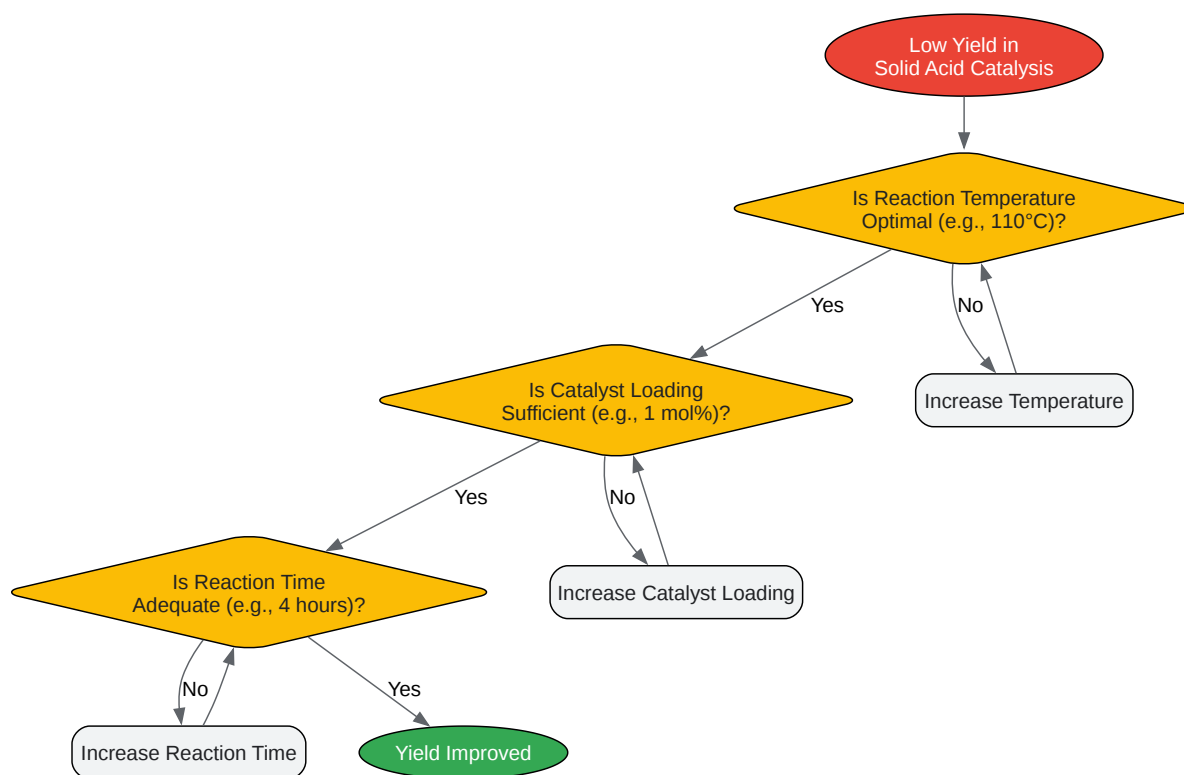 Low Yield in
Solid Acid Catalysis
Is Reaction Temperature
Optimal (e.g., 110°C)?
Yes
No
Is Catalyst Loading
Sufficient (e.g., 1 mol%)?
Increase Temperature
Yes
No
Is Reaction Time
Adequate (e.g., 4 hours)?
Increase Catalyst Loading
No
Yes
Increase Reaction Time
Yield Improved